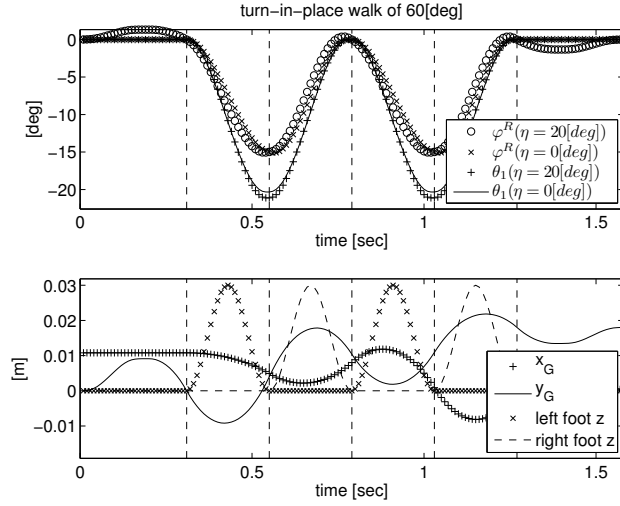 turn−in−place walk of 60[deg]
0
−5
−10
−15
−20
[deg]
φ^R(η = 20[deg])
φ^R(η = 0[deg])
θ_1(η = 20[deg])
θ_1(η = 0[deg])
0 0.5 1 1.5
time [sec]
0.03
0.02
0.01
0
−0.01
[m]
x_G
y_G
left foot z
right foot z
0 0.5 1 1.5
time [sec]